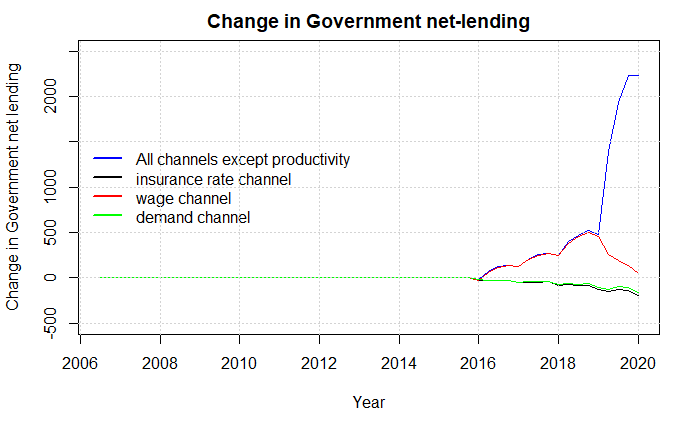 Change in Government net-lending
Change in Government net lending
2000
1000
500
0
-500
All channels except productivity
insurance rate channel
wage channel
demand channel
2006 2008 2010 2012 2014 2016 2018 2020
Year